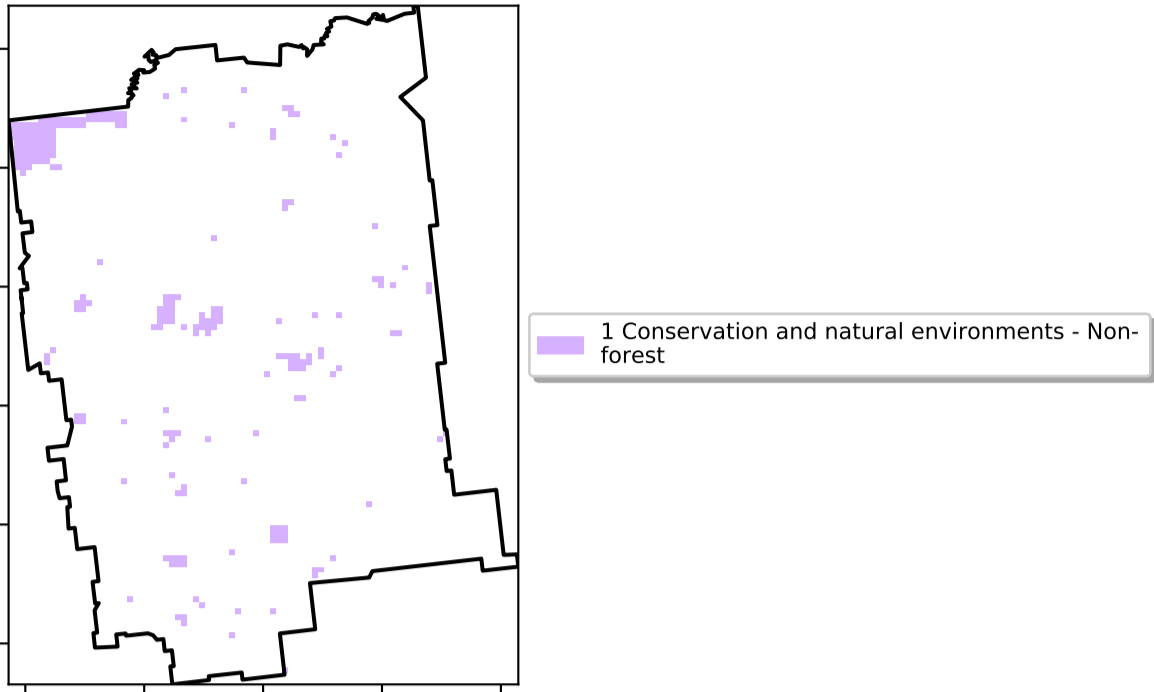 1 Conservation and natural environments - Non-
forest